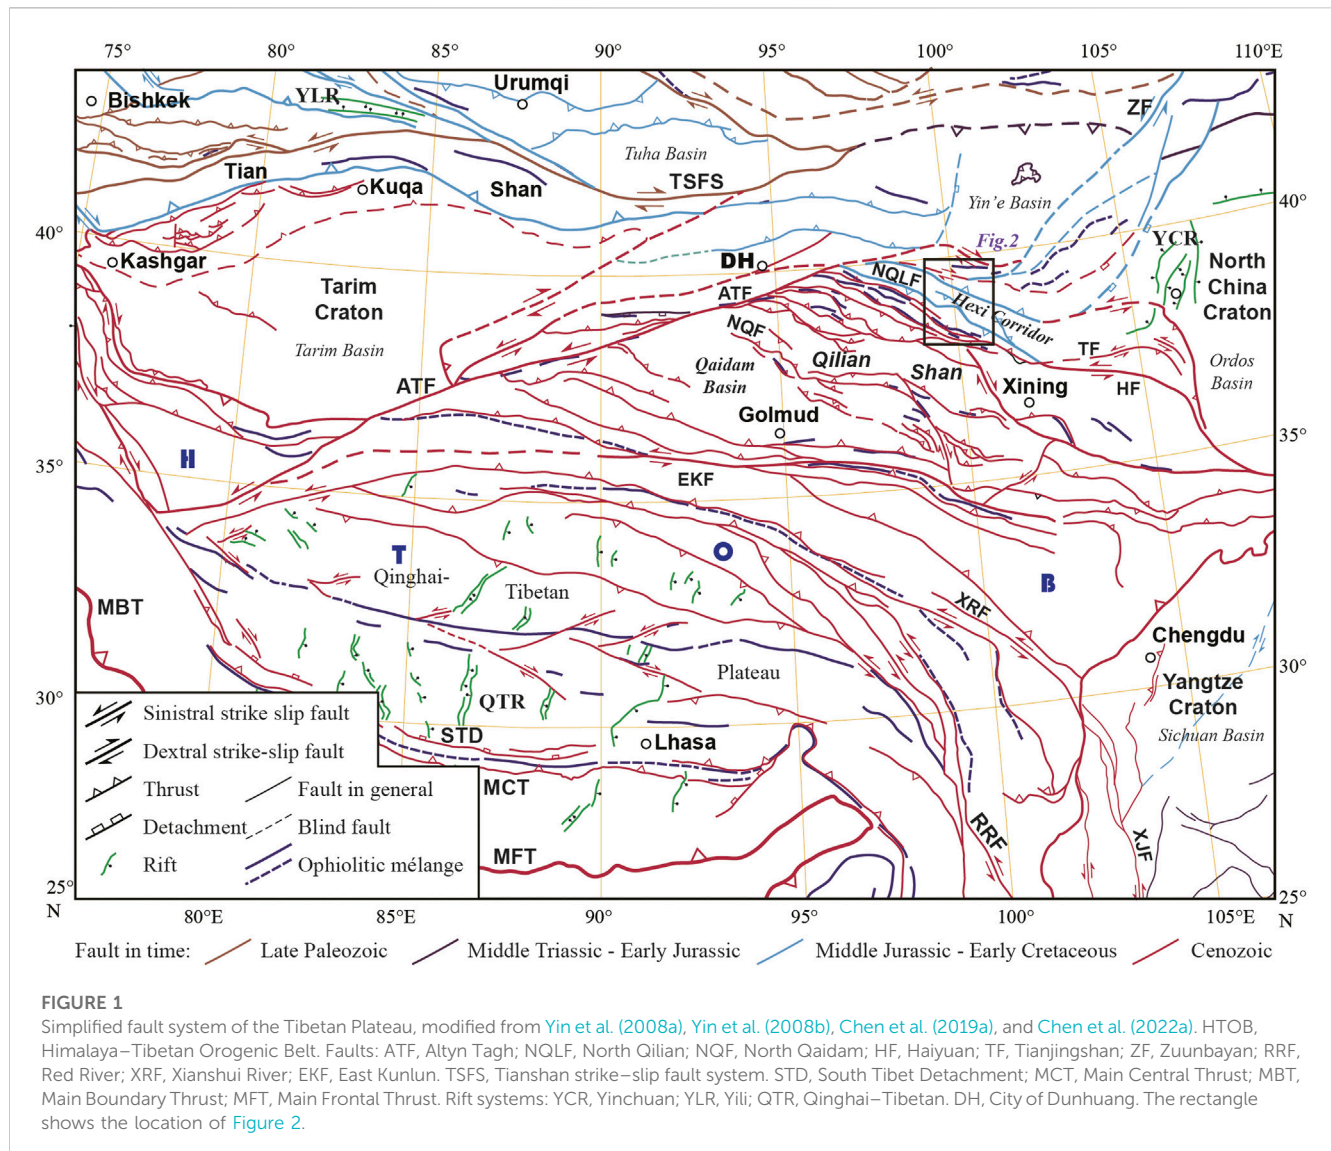 75° 80° 85° 90° 95° 100° 105° 110°E
Bishkek
YLR
Urumqi
ZF
Tuha Basin
Tian
Kuqa
Shan
TSFS
Yin'e Basin
40°
40°
Fig.2
YCR
Kashgar
DH
NQLF
North
China
Craton
Tarim
Craton
ATF
Hexi Corridor
NQF
Tarim Basin
Qaidam
Basin
Qilian
Shan
TF
Ordos
Basin
ATF
Xining
HF
Golmud
35°
35°
H
EKF
T
O
B
Qinghai-
Tibetan
MBT
XRF
Chengdu
Plateau
30°
30°
Yangtze
Craton
QTR
STD
Lhasa
Sichuan Basin
MCT
RRF
XJF
MFT
Sinistral strike slip fault
Dextral strike-slip fault
Thrust
Fault in general
Detachment
Blind fault
Rift
Ophiolitic mélange
25°
N
25°
N
80°E 85°E 90° 95° 100° 105°E
Fault in time: Late Paleozoic Middle Triassic - Early Jurassic Middle Jurassic - Early Cretaceous Cenozoic
FIGURE 1
Simplified fault system of the Tibetan Plateau, modified from Yin et al. (2008a), Yin et al. (2008b), Chen et al. (2019a), and Chen et al. (2022a). HTOB,
Himalaya–Tibetan Orogenic Belt. Faults: ATF, Altyn Tagh; NQLF, North Qilian; NQF, North Qaidam; HF, Haiyuan; TF, Tianjingshan; ZF, Zuunbayan; RRF,
Red River; XRF, Xianshui River; EKF, East Kunlun. TSFS, Tianshan strike–slip fault system. STD, South Tibet Detachment; MCT, Main Central Thrust; MBT,
Main Boundary Thrust; MFT, Main Frontal Thrust. Rift systems: YCR, Yinchuan; YLR, Yili; QTR, Qinghai–Tibetan. DH, City of Dunhuang. The rectangle
shows the location of Figure 2.